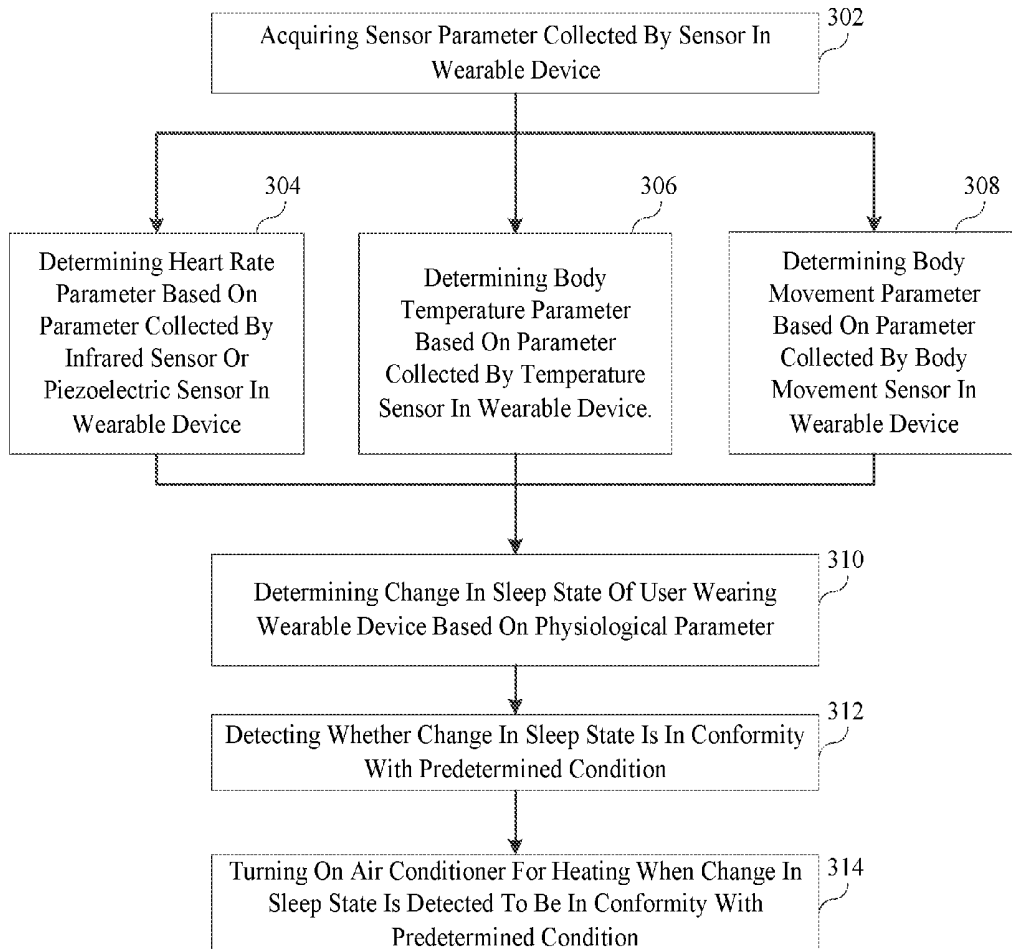 302
Acquiring Sensor Parameter Collected By Sensor In
Wearable Device
304
Determining Heart Rate
Parameter Based On
Parameter Collected By
Infrared Sensor Or
Piezoelectric Sensor In
Wearable Device
306
Determining Body
Temperature Parameter
Based On Parameter
Collected By Temperature
Sensor In Wearable Device.
308
Determining Body
Movement Parameter
Based On Parameter
Collected By Body
Movement Sensor In
Wearable Device
310
Determining Change In Sleep State Of User Wearing
Wearable Device Based On Physiological Parameter
312
Detecting Whether Change In Sleep State Is In Conformity
With Predetermined Condition
314
Turning On Air Conditioner For Heating When Change In
Sleep State Is Detected To Be In Conformity With
Predetermined Condition